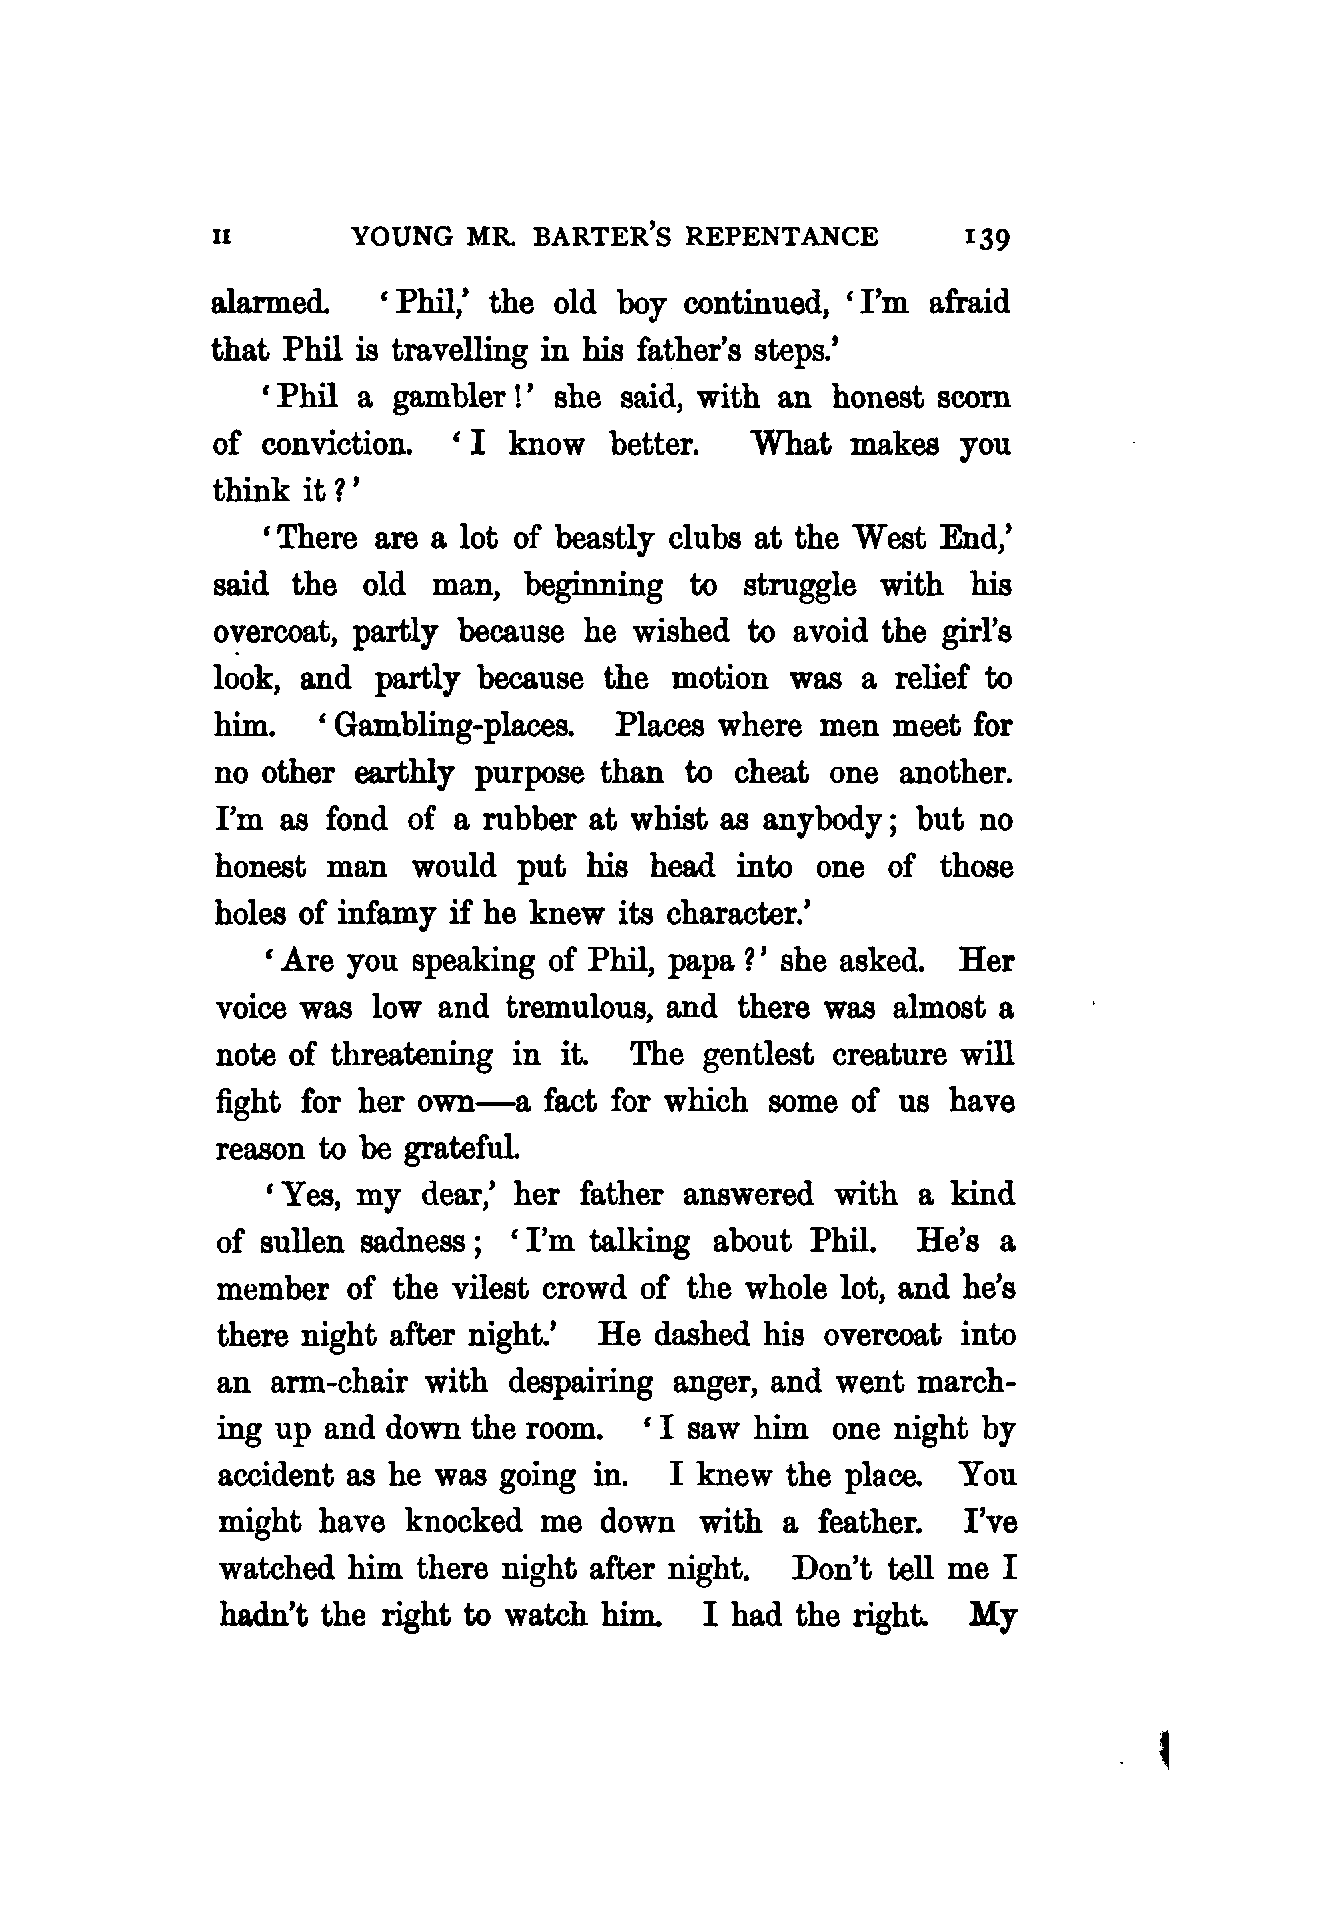 II YOUNG MR. BARTER'S REPENTANCE 139
alarmed. ‘Phil,’ the old boy continued, ‘I’m afraid
that Phil is travelling in his father’s steps.’
‘Phil a gambler!’ she said, with an honest scorn
of conviction. ‘I know better. What makes you
think it?’
‘There are a lot of beastly clubs at the West End,’
said the old man, beginning to struggle with his
overcoat, partly because he wished to avoid the girl’s
look, and partly because the motion was a relief to
him. ‘Gambling-places. Places where men meet for
no other earthly purpose than to cheat one another.
I’m as fond of a rubber at whist as anybody; but no
honest man would put his head into one of those
holes of infamy if he knew its character.’
‘Are you speaking of Phil, papa?’ she asked. Her
voice was low and tremulous, and there was almost a
note of threatening in it. The gentlest creature will
fight for her own—a fact for which some of us have
reason to be grateful.
‘Yes, my dear,’ her father answered with a kind
of sullen sadness; ‘I’m talking about Phil. He’s a
member of the vilest crowd of the whole lot, and he’s
there night after night.’ He dashed his overcoat into
an arm-chair with despairing anger, and went march-
ing up and down the room. ‘I saw him one night by
accident as he was going in. I knew the place. You
might have knocked me down with a feather. I’ve
watched him there night after night. Don’t tell me I
hadn’t the right to watch him. I had the right. My